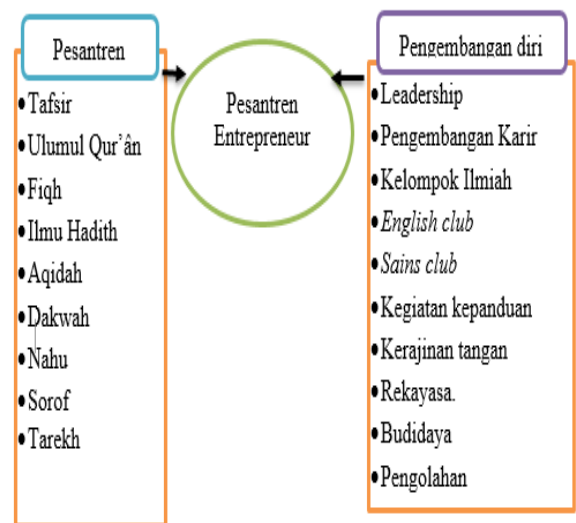 Pesantren
• Tafsir
• Ulumul Qur’ân
• Fiqh
• Ilmu Hadith
• Aqidah
• Dakwah
• Nahu
• Sorof
• Tarekh
Pesantren
Entrepreneur
Pengembangan diri
• Leadership
• Pengembangan Karir
• Kelompok Ilmiah
• English club
• Sains club
• Kegiatan kepanduan
• Kerajinan tangan
• Rekayasa.
• Budidaya
• Pengolahan